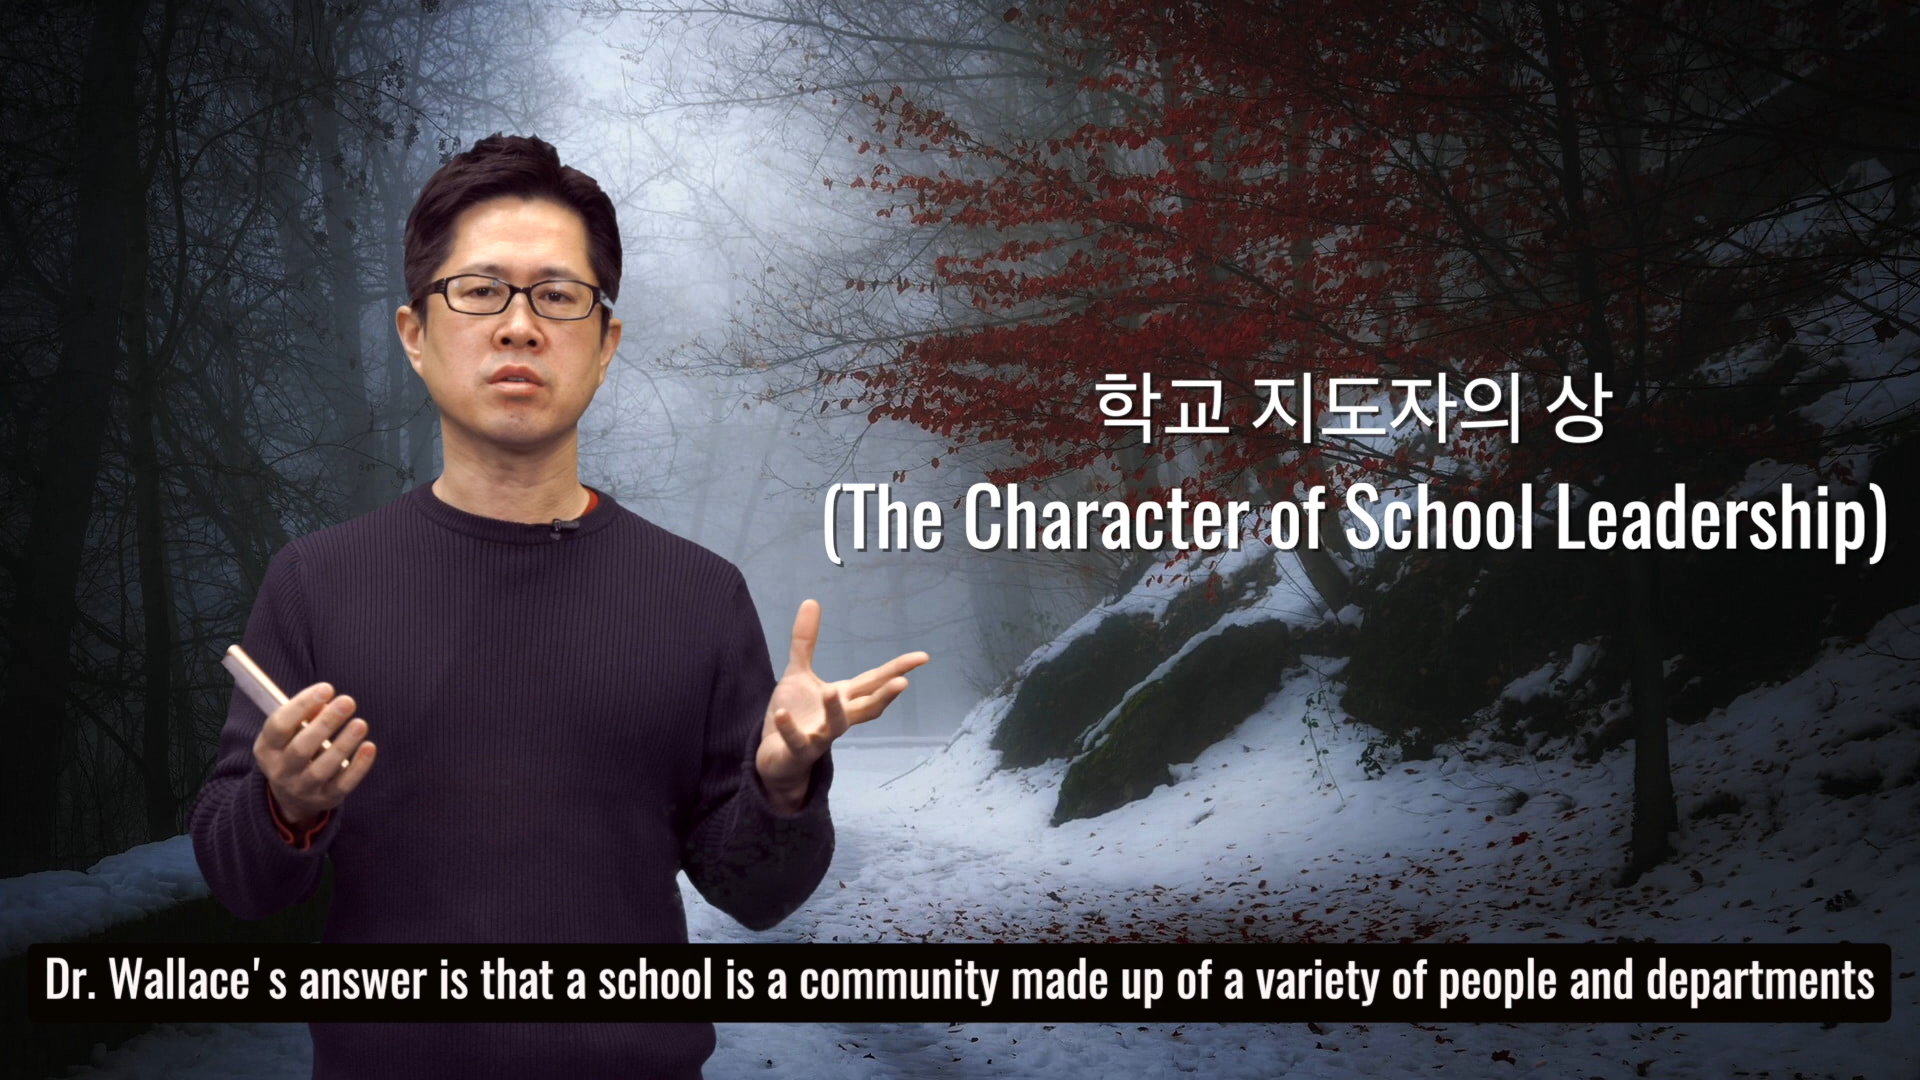 학교 지도자의 상
(The Character of School Leadership)
Dr. Wallace's answer is that a school is a community made up of a variety of people and departments